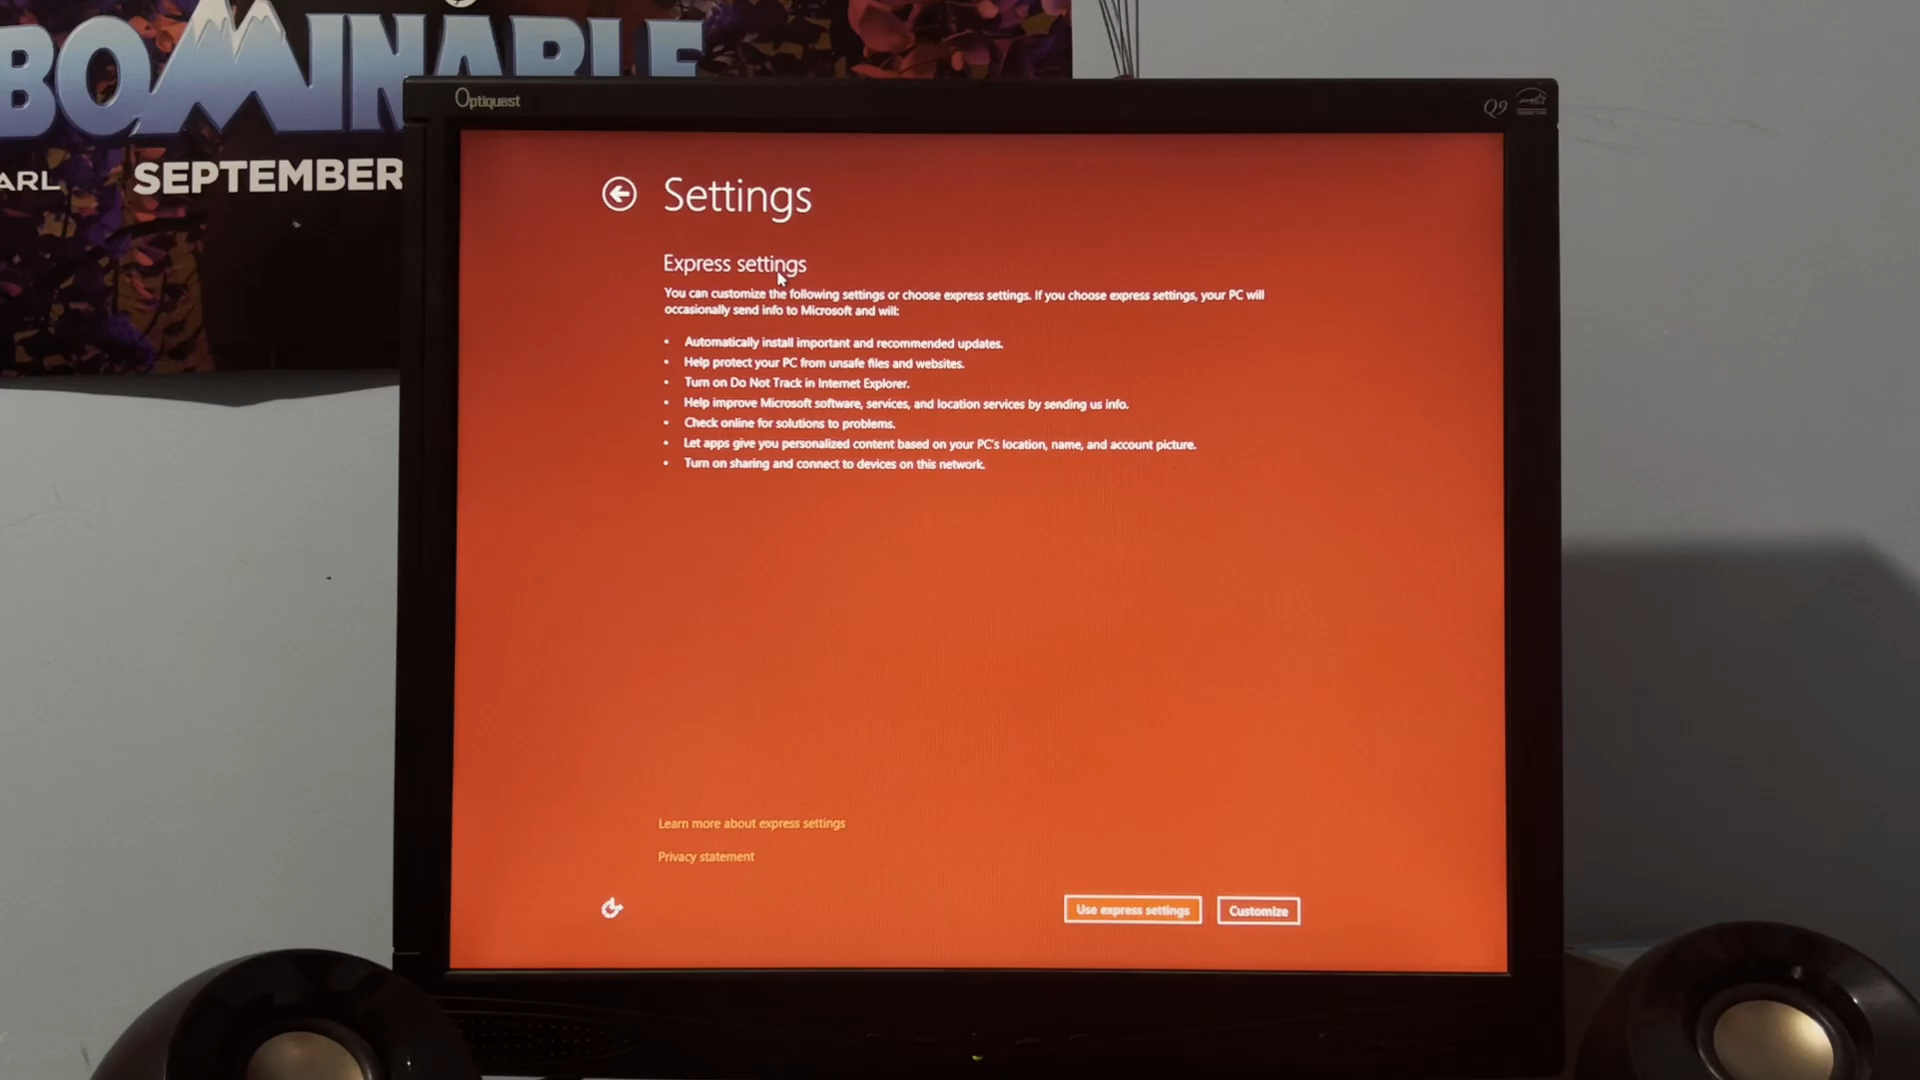 BOMINABLE
ARL SEPTEMBER
Optiquest
Q9
Settings
Express settings
You can customize the following settings or choose express settings. If you choose express settings, your PC will
occasionally send info to Microsoft and will:
• Automatically install important and recommended updates.
• Help protect your PC from unsafe files and websites.
• Turn on Do Not Track in Internet Explorer.
• Help improve Microsoft software, services, and location services by sending us info.
• Check online for solutions to problems.
• Let apps give you personalized content based on your PC's location, name, and account picture.
• Turn on sharing and connect to devices on this network.
Learn more about express settings
Privacy statement
Use express settings
Customize